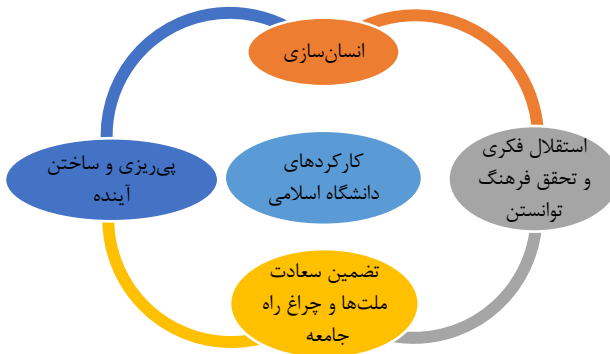 انسان‌سازی
استقلال فکری
و تحقق فرهنگ
توانستن
کارکردهای
دانشگاه اسلامی
پی‌ریزی و ساختن
آینده
تضمین سعادت
ملت‌ها و چراغ راه
جامعه